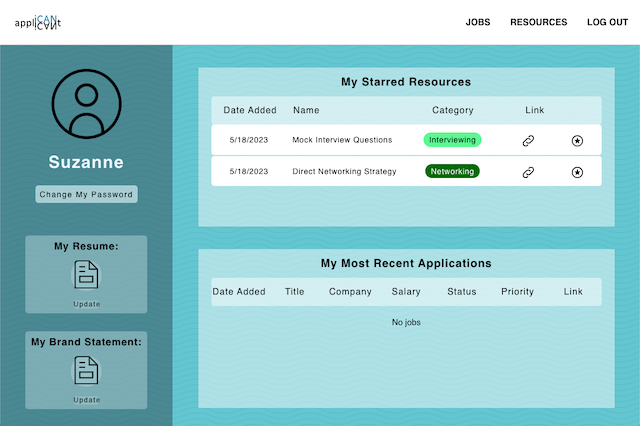 appliCANt
JOBS RESOURCES LOG OUT
Suzanne
Change My Password
My Resume:
Update
My Brand Statement:
Update
My Starred Resources
Date Added Name Category Link
5/18/2023 Mock Interview Questions Interviewing
5/18/2023 Direct Networking Strategy Networking
My Most Recent Applications
Date Added Title Company Salary Status Priority Link
No jobs